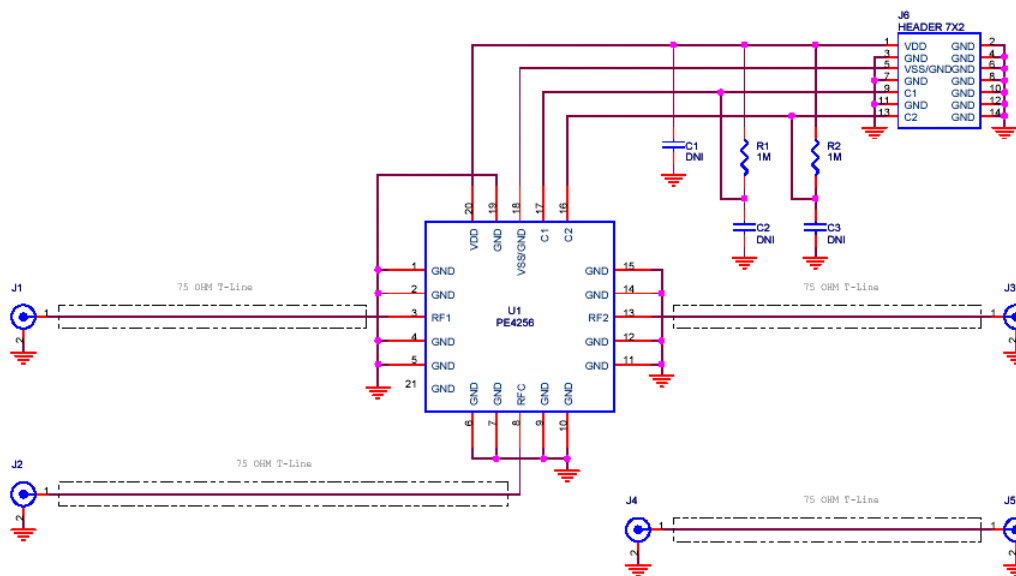 J6
HEADER 7X2
1 VDD GND 2
3 GND GND 4
5 VSS/GND GND 6
7 GND GND 8
9 C1 GND 10
11 GND GND 12
13 C2 GND 14
C1
DNI
R1
1M
R2
1M
C2
DNI
C3
DNI
20 19 18 17 16
VDD GND VSS/GND C1 C2
1 GND
2 GND
3 RF1
4 GND
5 GND
21 GND
U1
PE4256
GND 15
GND 14
RF2 13
GND 12
GND 11
GND GND RFC GND GND
6 7 8 9 10
J1
75 OHM T-Line
1
2
75 OHM T-Line
J3
1
2
J2
75 OHM T-Line
1
2
J4
75 OHM T-Line
J5
1
1
2
2